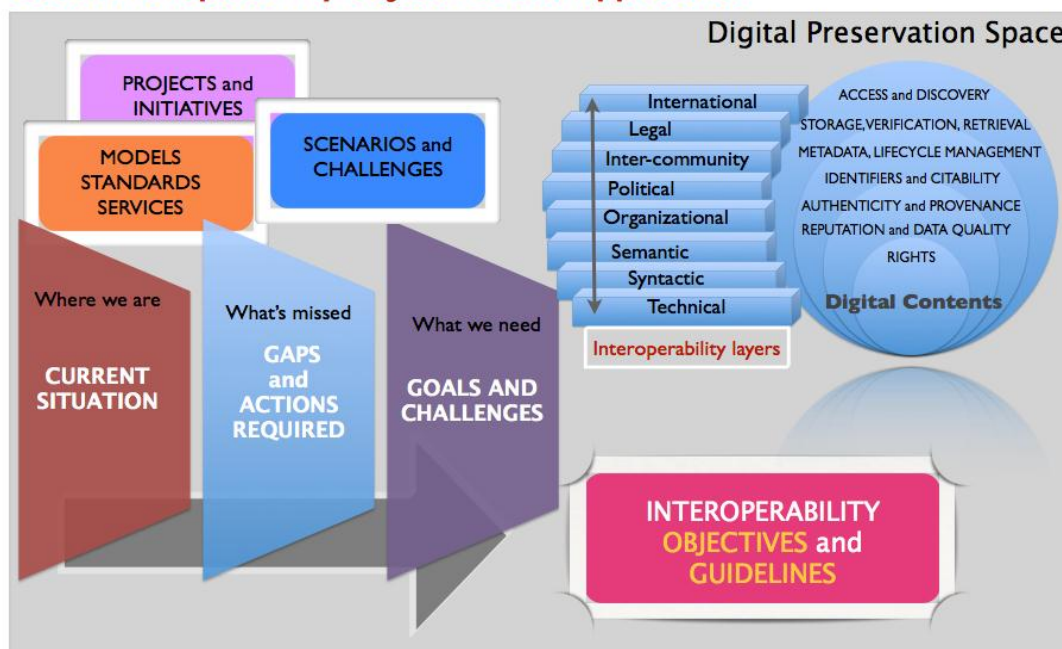 Digital Preservation Space
PROJECTS and
INITIATIVES
MODELS
STANDARDS
SERVICES
SCENARIOS and
CHALLENGES
Where we are
CURRENT
SITUATION
What's missed
GAPS
and
ACTIONS
REQUIRED
What we need
GOALS AND
CHALLENGES
International
Legal
Inter-community
Political
Organizational
Semantic
Syntactic
Technical
Interoperability layers
ACCESS and DISCOVERY
STORAGE, VERIFICATION, RETRIEVAL
METADATA, LIFECYCLE MANAGEMENT
IDENTIFIERS and CITABILITY
AUTHENTICITY and PROVENANCE
REPUTATION and DATA QUALITY
RIGHTS
Digital Contents
INTEROPERABILITY
OBJECTIVES and
GUIDELINES